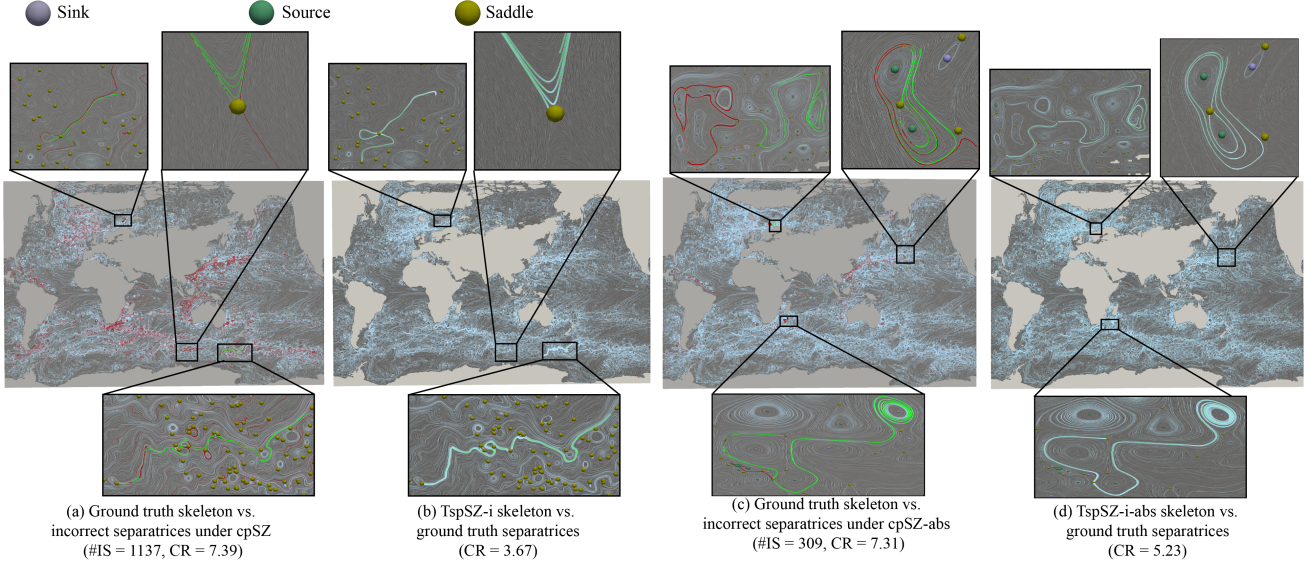 Sink
Source
Saddle
(a) Ground truth skeleton vs.
incorrect separatrices under cpSZ
(#IS = 1137, CR = 7.39)
(b) TspSZ-i skeleton vs.
ground truth separatrices
(CR = 3.67)
(c) Ground truth skeleton vs.
incorrect separatrices under cpSZ-abs
(#IS = 309, CR = 7.31)
(d) TspSZ-i-abs skeleton vs.
ground truth separatrices
(CR = 5.23)